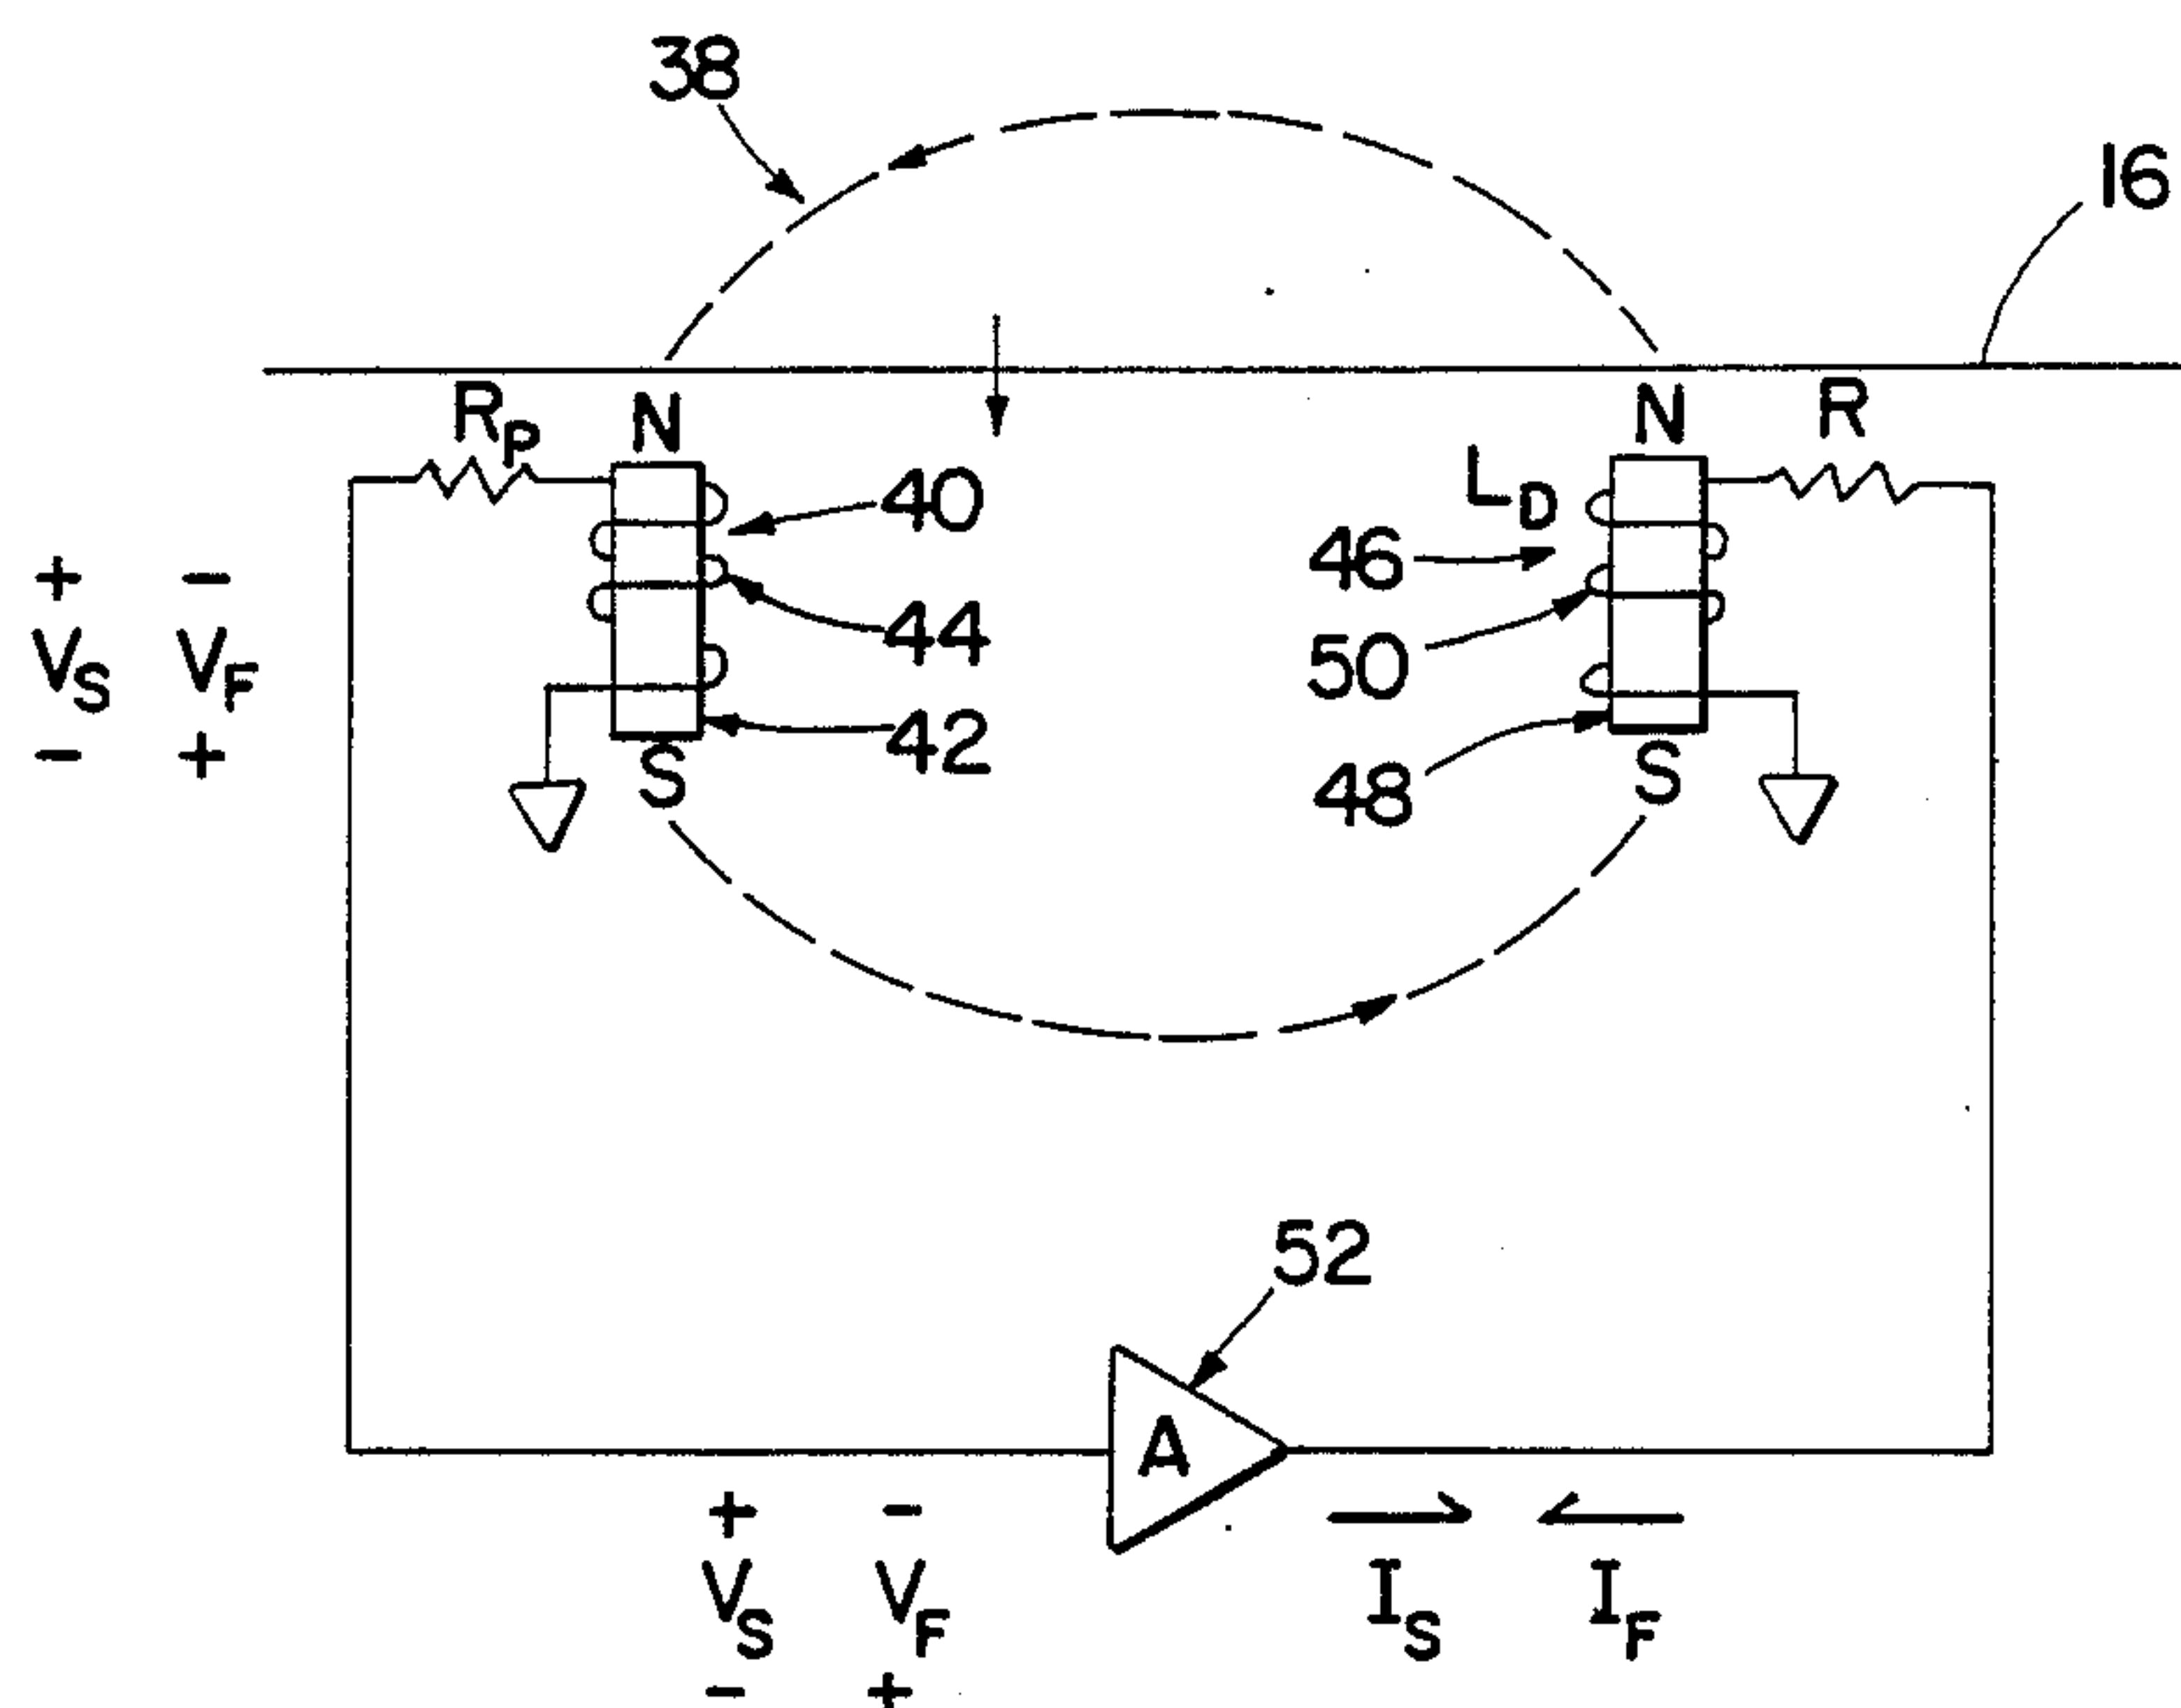 38
16
R_P N N R
L_D
40
46
+ -
44
V_S V_F
50
42
- +
S S
48
52
A
+ -
V_S V_F I_S I_F
- +